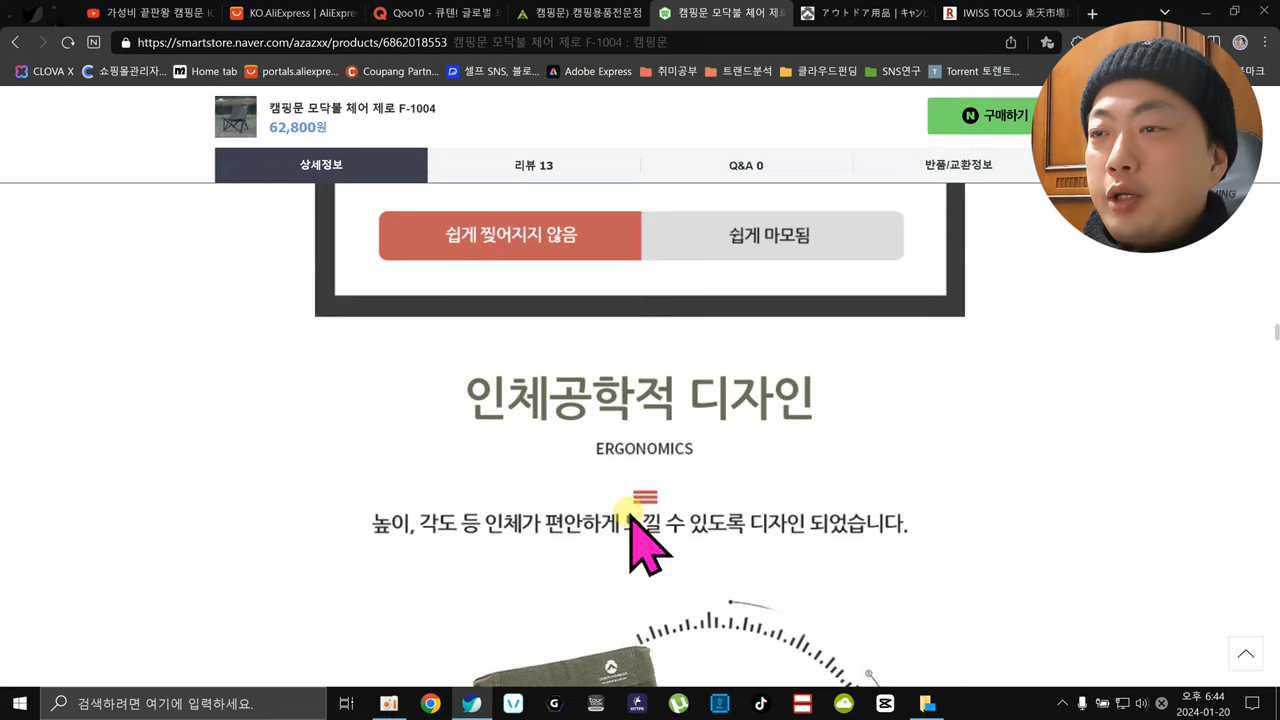 가성비 끝판왕 캠핑문 I
KO.AliExpress | AliExpre
Qoo10 - 큐텐! 글로벌
캠핑문) 캠핑용품전문점
캠핑문 모닥불 체어 제로
アウトドア用品 | キャン
IWISS TOOLs 楽天市場
https://smartstore.naver.com/azazxx/products/6862018553 캠핑문 모닥불 체어 제로 F-1004 : 캠핑문
CLOVA X
쇼핑몰관리자...
Home tab
portals.aliexpre...
Coupang Partn...
셀프 SNS, 블로...
Adobe Express
취미공부
트랜드분석
클라우드펀딩
SNS연구
Torrent 토렌트...
북마크
캠핑문 모닥불 체어 제로 F-1004
62,800원
구매하기
상세정보
리뷰 13
Q&A 0
반품/교환정보
쉽게 찢어지지 않음
쉽게 마모됨
인체공학적 디자인
ERGONOMICS
높이, 각도 등 인체가 편안하게 낄 수 있도록 디자인 되었습니다.
검색하려면 여기에 입력하세요.
오후 6:44
2024-01-20